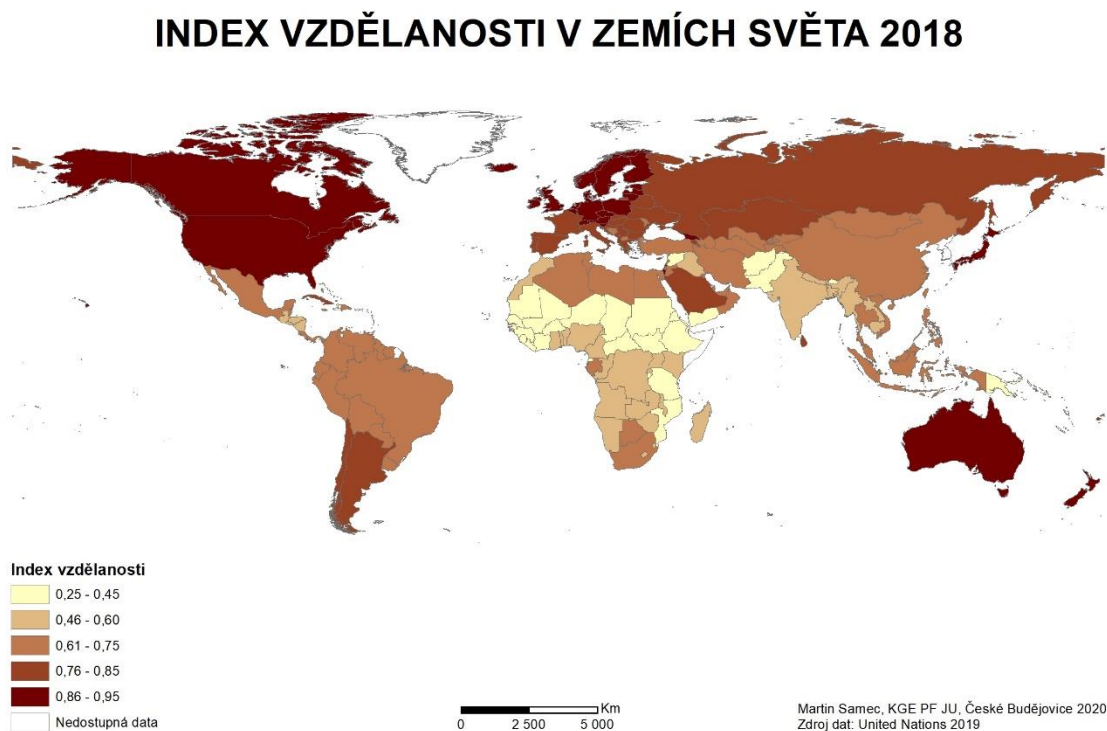 INDEX VZDĚLANOSTI V ZEMÍCH SVĚTA 2018
Index vzdělanosti
0,25 - 0,45
0,46 - 0,60
0,61 - 0,75
0,76 - 0,85
0,86 - 0,95
Nedostupná data
Km
0 2 500 5 000
Martin Samec, KGE PF JU, České Budějovice 2020
Zdroj dat: United Nations 2019